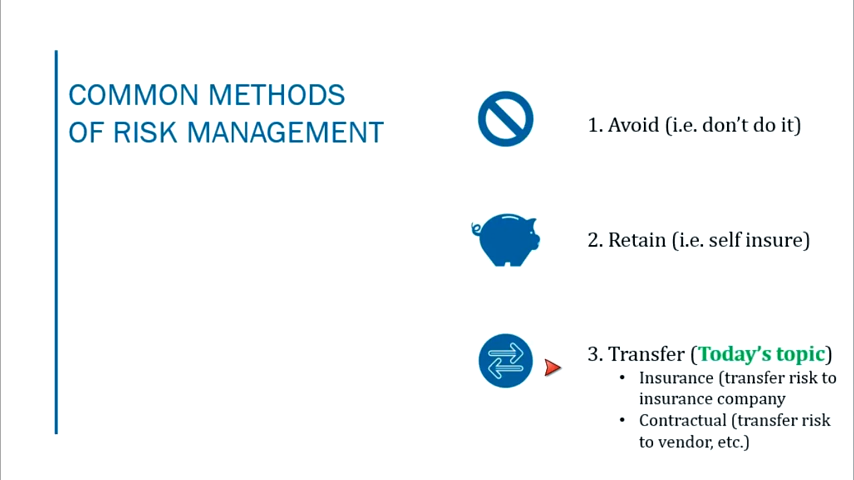 COMMON METHODS
OF RISK MANAGEMENT
1. Avoid (i.e. don’t do it)
2. Retain (i.e. self insure)
3. Transfer (Today’s topic)
• Insurance (transfer risk to
insurance company
• Contractual (transfer risk
to vendor, etc.)